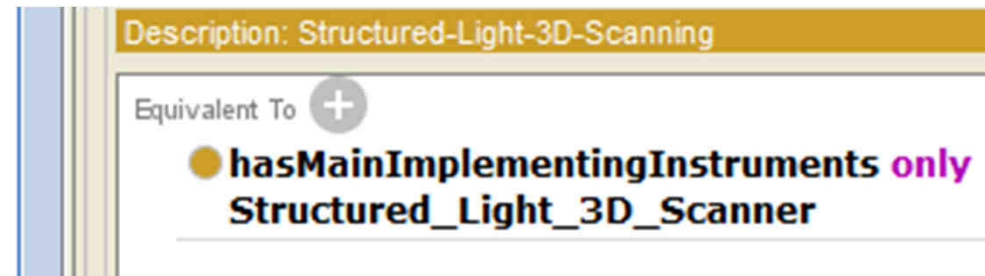 Description: Structured-Light-3D-Scanning
Equivalent To
hasMainImplementingInstruments only
Structured_Light_3D_Scanner